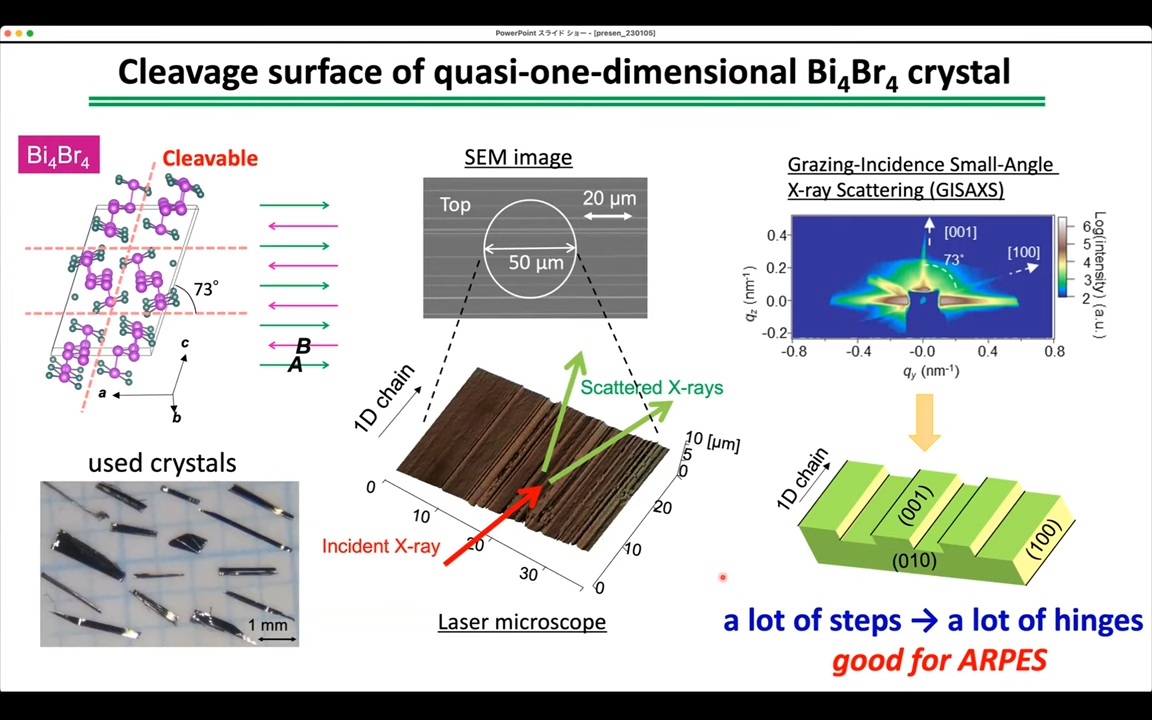 PowerPoint スライド ショー - [presen_230105]
Cleavage surface of quasi-one-dimensional Bi₄Br₄ crystal
Bi₄Br₄
Cleavable
73°
c
a
b
B
A
used crystals
1 mm
SEM image
Top
20 μm
50 μm
1D chain
Scattered X-rays
Incident X-ray
10 [μm]
5
0
0
10
20
30
20
10
0
Laser microscope
Grazing-Incidence Small-Angle
X-ray Scattering (GISAXS)
[001]
[100]
73°
0.4
0.2
0.0
-0.2
qz (nm⁻¹)
-0.8
-0.4
-0.0
0.4
0.8
qy (nm⁻¹)
6
5
4
3
2
Log(intensity) (a.u.)
1D chain
(001)
(010)
(100)
a lot of steps → a lot of hinges
good for ARPES